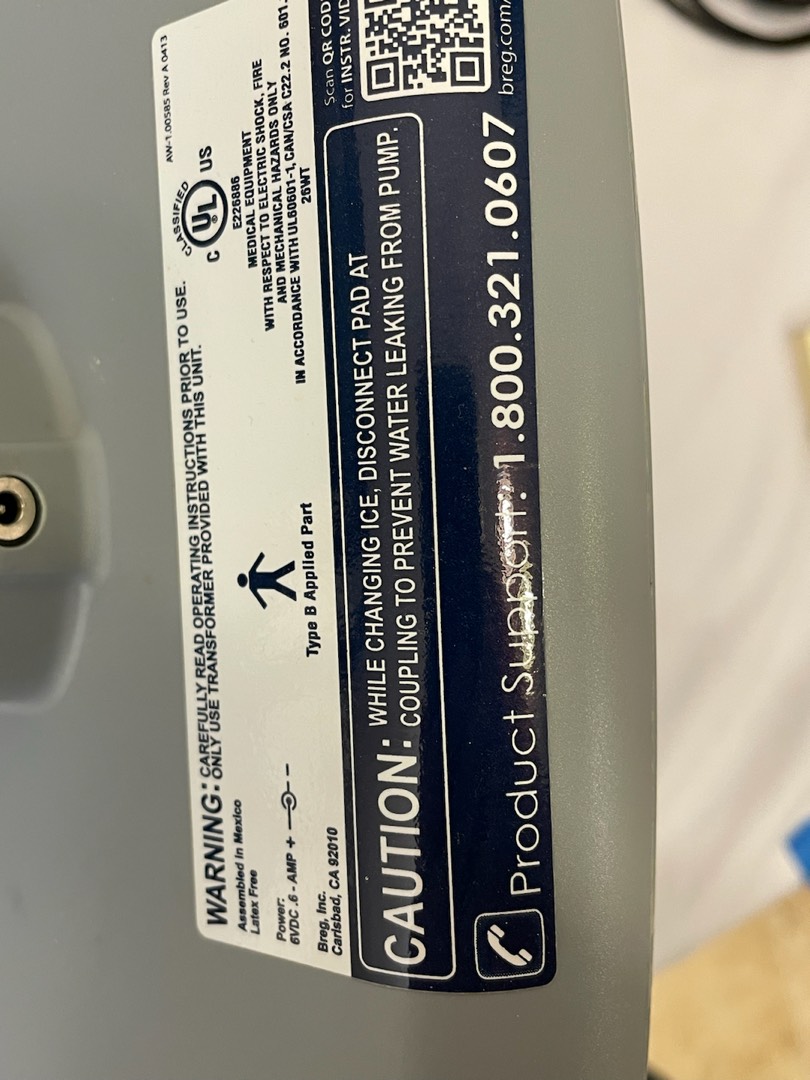 AW-1.00585 Rev A 0413
WARNING: CAREFULLY READ OPERATING INSTRUCTIONS PRIOR TO USE.
ONLY USE TRANSFORMER PROVIDED WITH THIS UNIT.
Assembled in Mexico
Latex Free
Power:
6VDC .6 - AMP + -
Breg, Inc.
Carlsbad, CA 92010
Type B Applied Part
CLASSIFIED
C UL ® US
E226886
MEDICAL EQUIPMENT
WITH RESPECT TO ELECTRIC SHOCK, FIRE
AND MECHANICAL HAZARDS ONLY
IN ACCORDANCE WITH UL60601-1, CAN/CSA C22.2 NO. 601.
26WT
CAUTION: WHILE CHANGING ICE, DISCONNECT PAD AT
COUPLING TO PREVENT WATER LEAKING FROM PUMP.
Scan QR COD
for INSTR. VID
breg.com/
Product Support: 1.800.321.0607